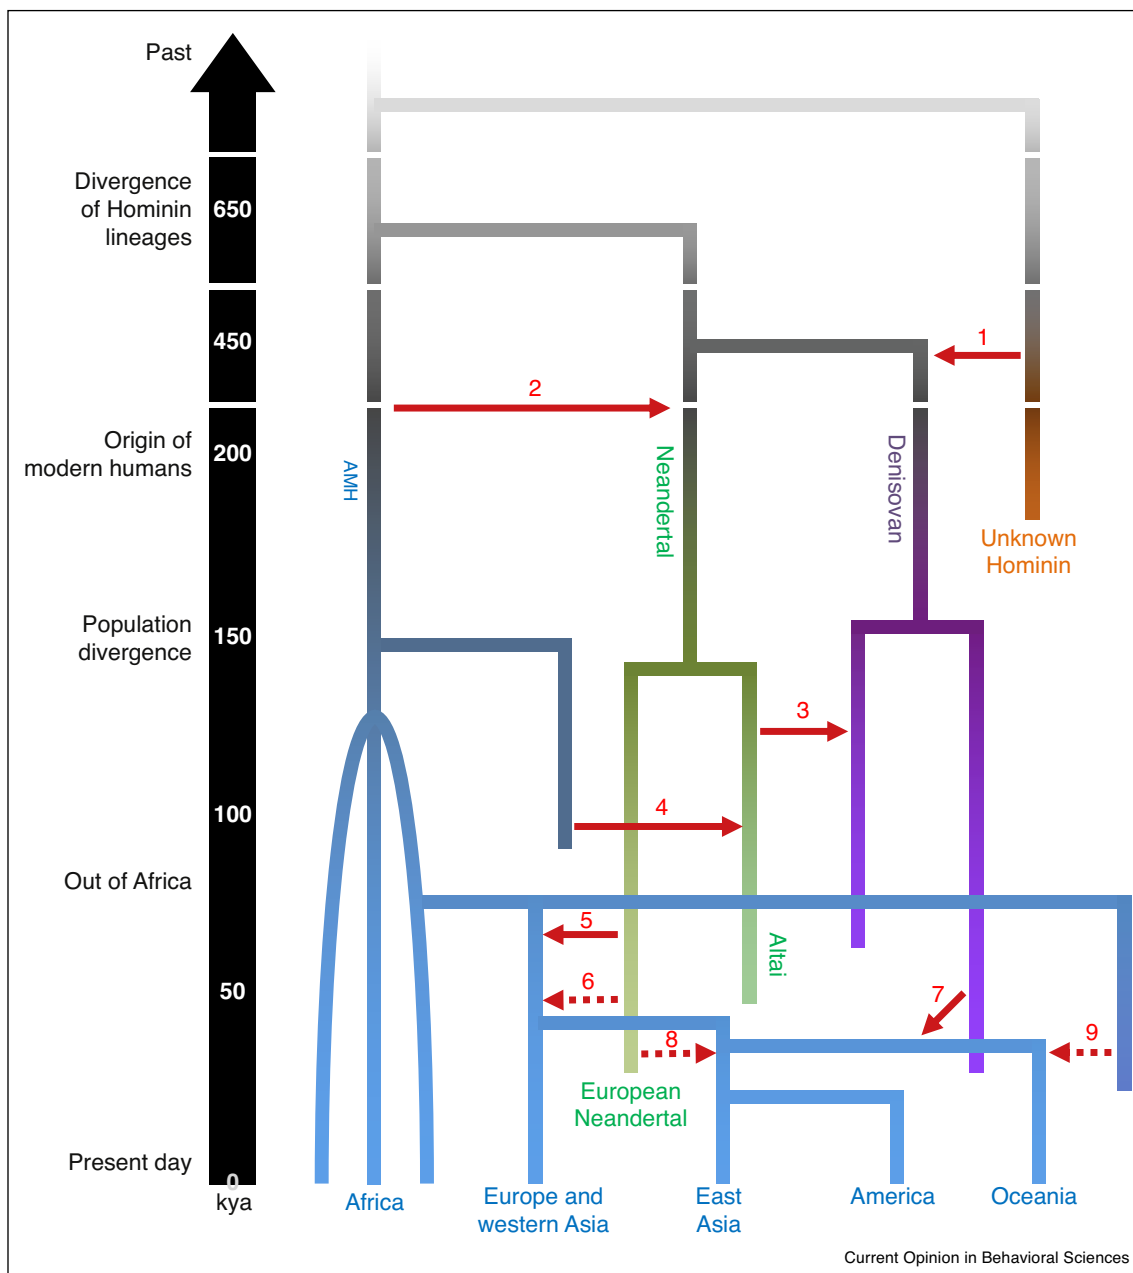 Past
Divergence
of Hominin
lineages
650
450
1
2
Origin of
modern humans
200
AMH
Neandertal
Denisovan
Unknown
Hominin
Population
divergence
150
3
100
4
Out of Africa
5
Altai
50
6
7
8
9
European
Neandertal
Present day
0
kya
Africa
Europe and
western Asia
East
Asia
America
Oceania
Current Opinion in Behavioral Sciences